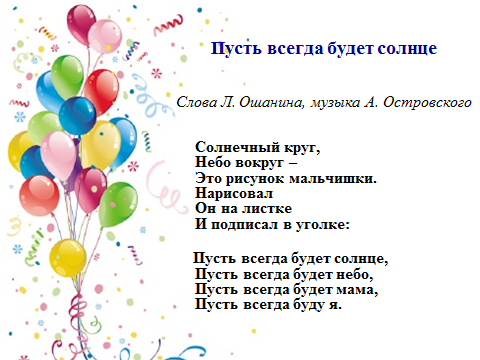 Пусть всегда будет солнце
Слова Л. Ошанина, музыка А. Островского
Солнечный круг,
Небо вокруг –
Это рисунок мальчишки.
Нарисовал
Он на листке
И подписал в уголке:
Пусть всегда будет солнце,
Пусть всегда будет небо,
Пусть всегда будет мама,
Пусть всегда буду я.